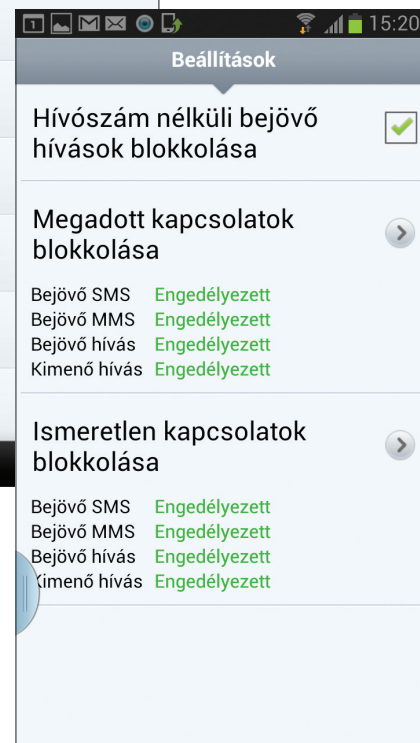 1 15:20
Beállítások
Hívószám nélküli bejövő
hívások blokkolása
Megadott kapcsolatok
blokkolása
Bejövő SMS Engedélyezett
Bejövő MMS Engedélyezett
Bejövő hívás Engedélyezett
Kimenő hívás Engedélyezett
Ismeretlen kapcsolatok
blokkolása
Bejövő SMS Engedélyezett
Bejövő MMS Engedélyezett
Bejövő hívás Engedélyezett
Kimenő hívás Engedélyezett